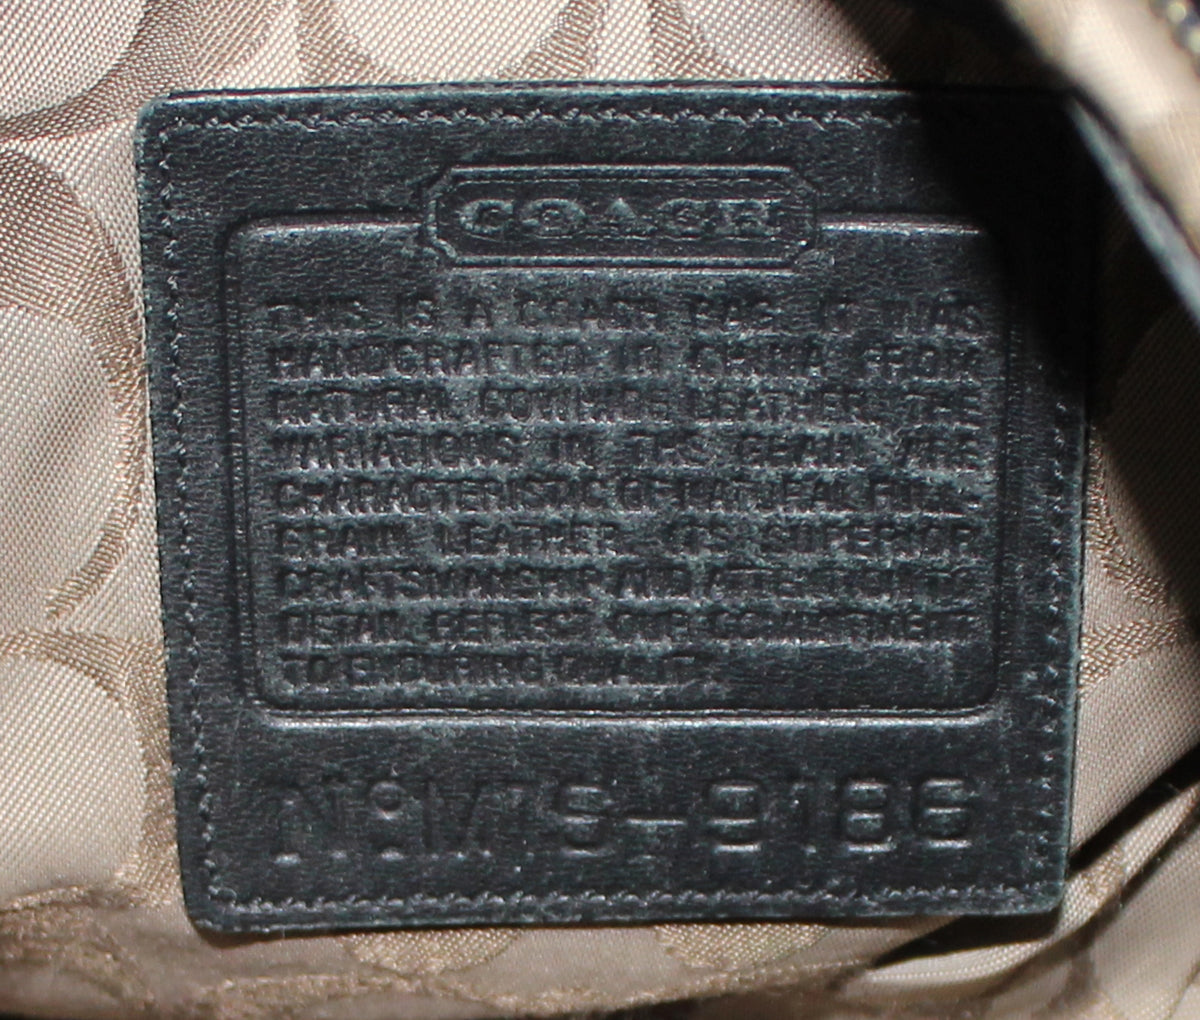 COACH
THIS IS A COACH BAG. IT WAS
HANDCRAFTED IN CHINA FROM
NATURAL COWHIDE LEATHER. THE
VARIATIONS IN THE GRAIN ARE
CHARACTERISTIC OF NATURAL FULL
GRAIN LEATHER. ITS SUPERIOR
CRAFTSMANSHIP AND ATTENTION TO
DETAIL REFLECT OUR COMMITMENT
TO ENDURING QUALITY.
-9186